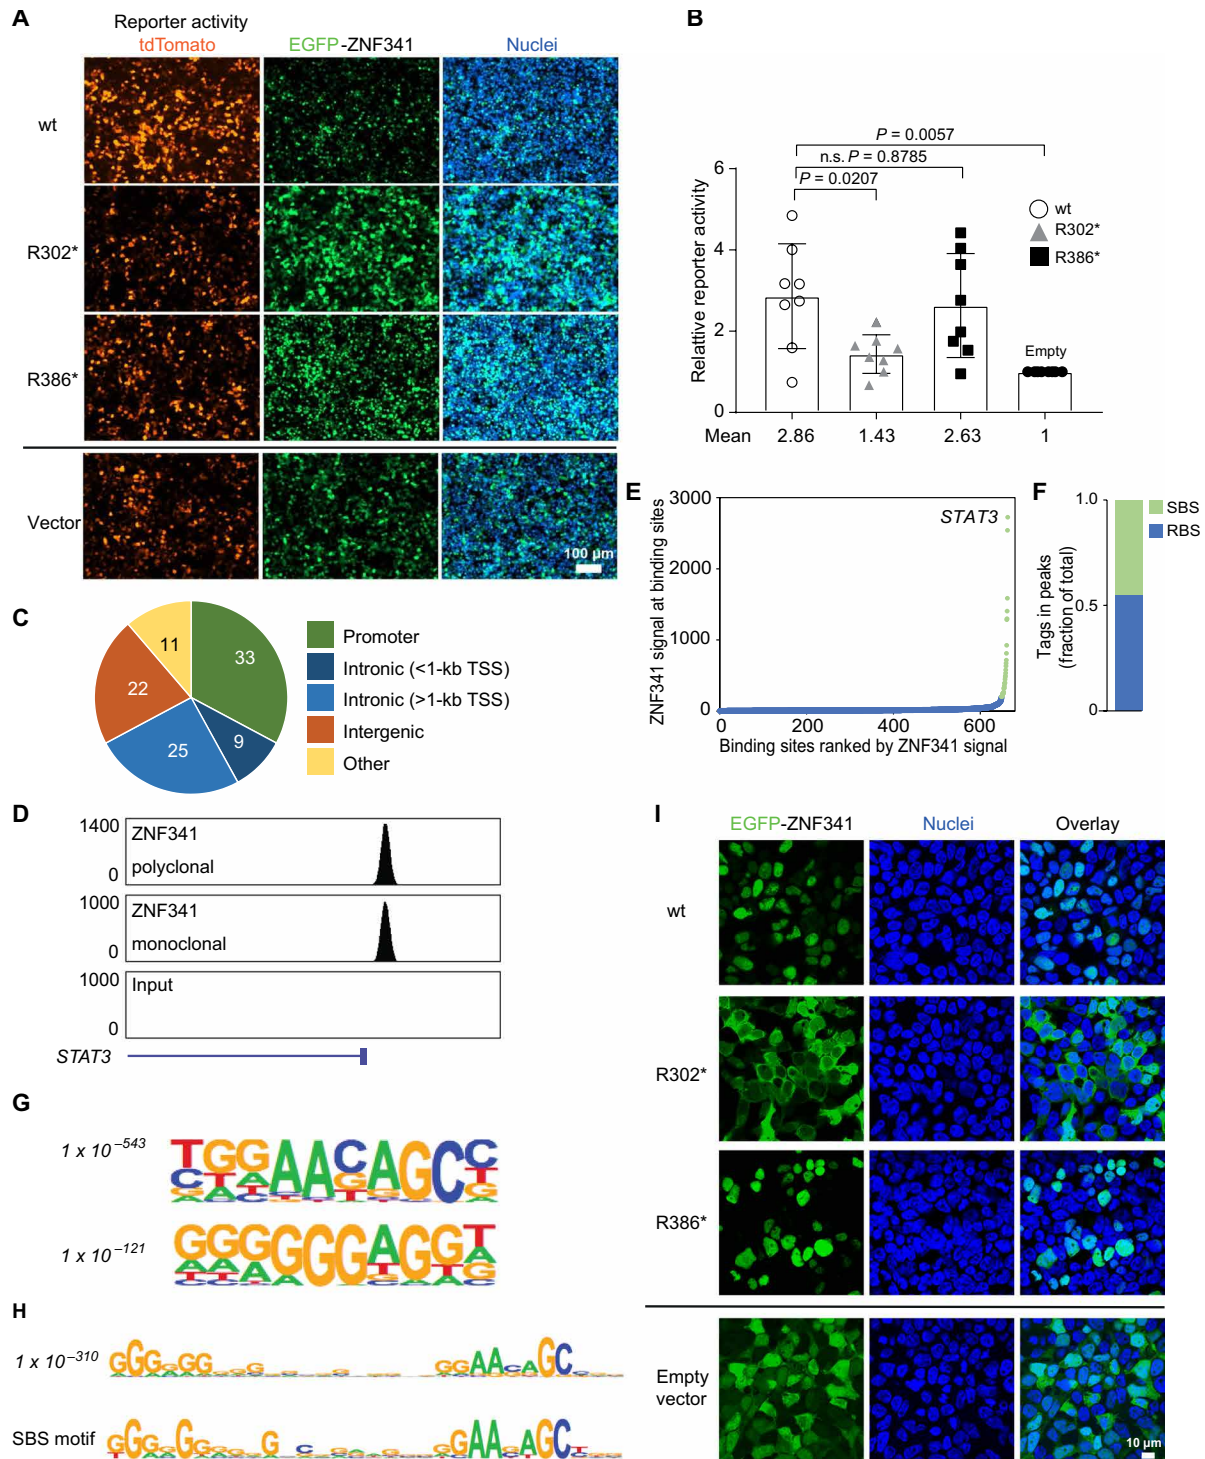 A
Reporter activity
tdTomato
EGFP-ZNF341
Nuclei
wt
R302*
R386*
Vector
100 µm
B
P = 0.0057
n.s. P = 0.8785
P = 0.0207
Relative reporter activity
6
4
2
0
wt
R302*
R386*
Empty
Mean
2.86
1.43
2.63
1
C
33
9
25
22
11
Promoter
Intronic (<1-kb TSS)
Intronic (>1-kb TSS)
Intergenic
Other
D
1400
0
ZNF341
polyclonal
1000
0
ZNF341
monoclonal
1000
0
Input
STAT3
E
ZNF341 signal at binding sites
3000
2000
1000
0
STAT3
0
200
400
600
Binding sites ranked by ZNF341 signal
F
Tags in peaks
(fraction of total)
1.0
0.5
0
SBS
RBS
G
1 x 10⁻⁵⁴³
TGGAACAGCC
1 x 10⁻¹²¹
GGGGGGAGGT
H
1 x 10⁻³¹⁰
SBS motif
I
EGFP-ZNF341
Nuclei
Overlay
wt
R302*
R386*
Empty
vector
10 µm